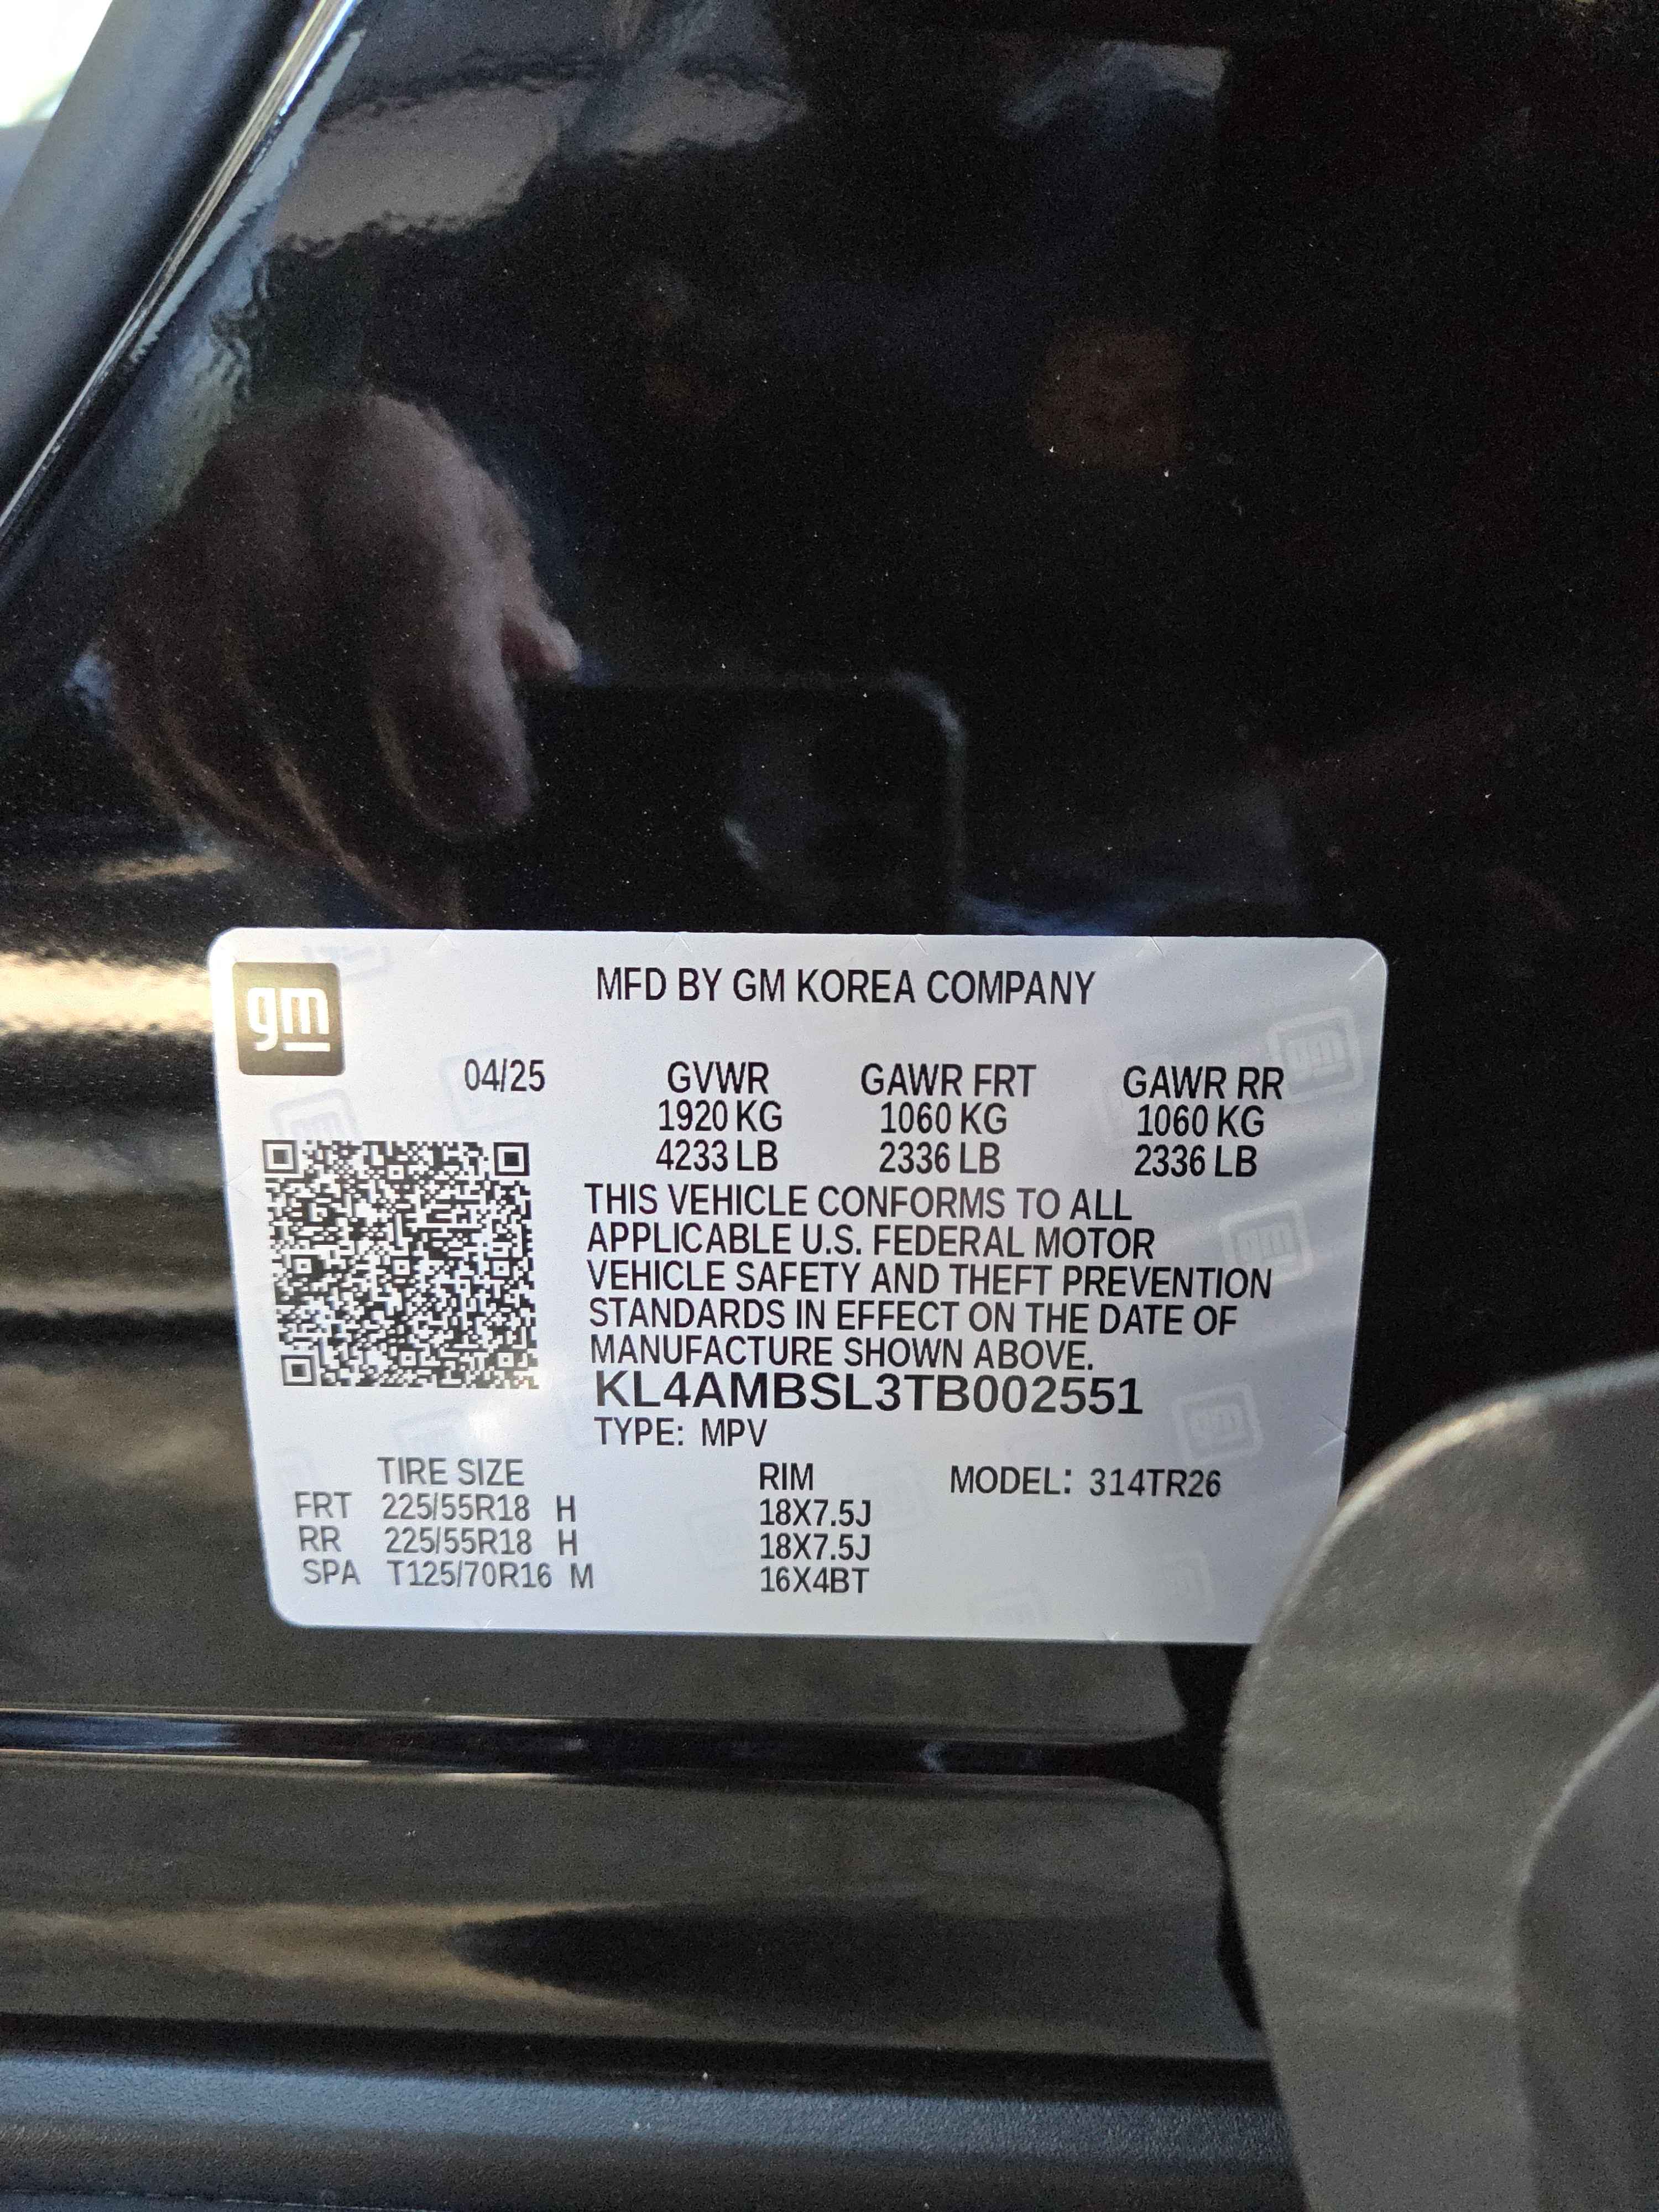 gm
MFD BY GM KOREA COMPANY
04/25 GVWR GAWR FRT GAWR RR
1920 KG 1060 KG 1060 KG
4233 LB 2336 LB 2336 LB
THIS VEHICLE CONFORMS TO ALL
APPLICABLE U.S. FEDERAL MOTOR
VEHICLE SAFETY AND THEFT PREVENTION
STANDARDS IN EFFECT ON THE DATE OF
MANUFACTURE SHOWN ABOVE.
KL4AMBSL3TB002551
TYPE: MPV
TIRE SIZE RIM MODEL: 314TR26
FRT 225/55R18 H 18X7.5J
RR 225/55R18 H 18X7.5J
SPA T125/70R16 M 16X4BT